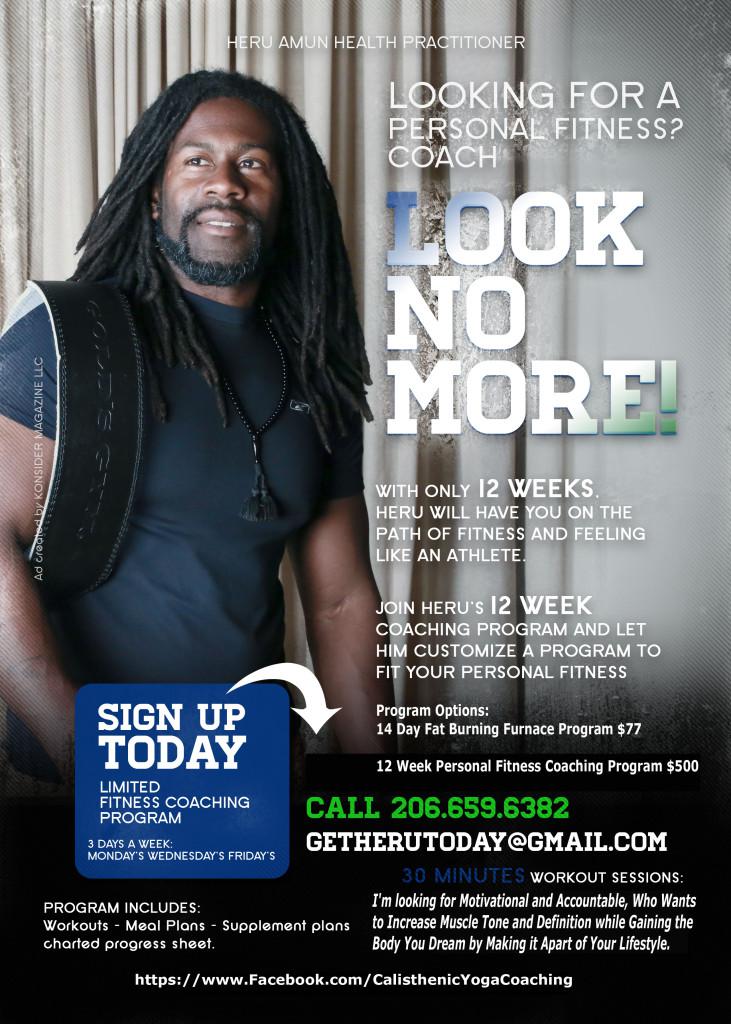 HERU AMUN HEALTH PRACTITIONER
LOOKING FOR A
PERSONAL FITNESS?
COACH
LOOK
NO
MORE!
WITH ONLY 12 WEEKS,
HERU WILL HAVE YOU ON THE
PATH OF FITNESS AND FEELING
LIKE AN ATHLETE.
JOIN HERU'S 12 WEEK
COACHING PROGRAM AND LET
HIM CUSTOMIZE A PROGRAM TO
FIT YOUR PERSONAL FITNESS
Program Options:
14 Day Fat Burning Furnace Program $77
12 Week Personal Fitness Coaching Program $500
SIGN UP
TODAY
LIMITED
FITNESS COACHING
PROGRAM
3 DAYS A WEEK:
MONDAY'S WEDNESDAY'S FRIDAY'S
CALL 206.659.6382
GETHERUTODAY@GMAIL.COM
30 MINUTES WORKOUT SESSIONS:
I'm looking for Motivational and Accountable, Who Wants
to Increase Muscle Tone and Definition while Gaining the
Body You Dream by Making it Apart of Your Lifestyle.
PROGRAM INCLUDES:
Workouts - Meal Plans - Supplement plans
charted progress sheet.
https://www.Facebook.com/CalisthenicYogaCoaching
Ad created by KONSIDER MAGAZINE LLC